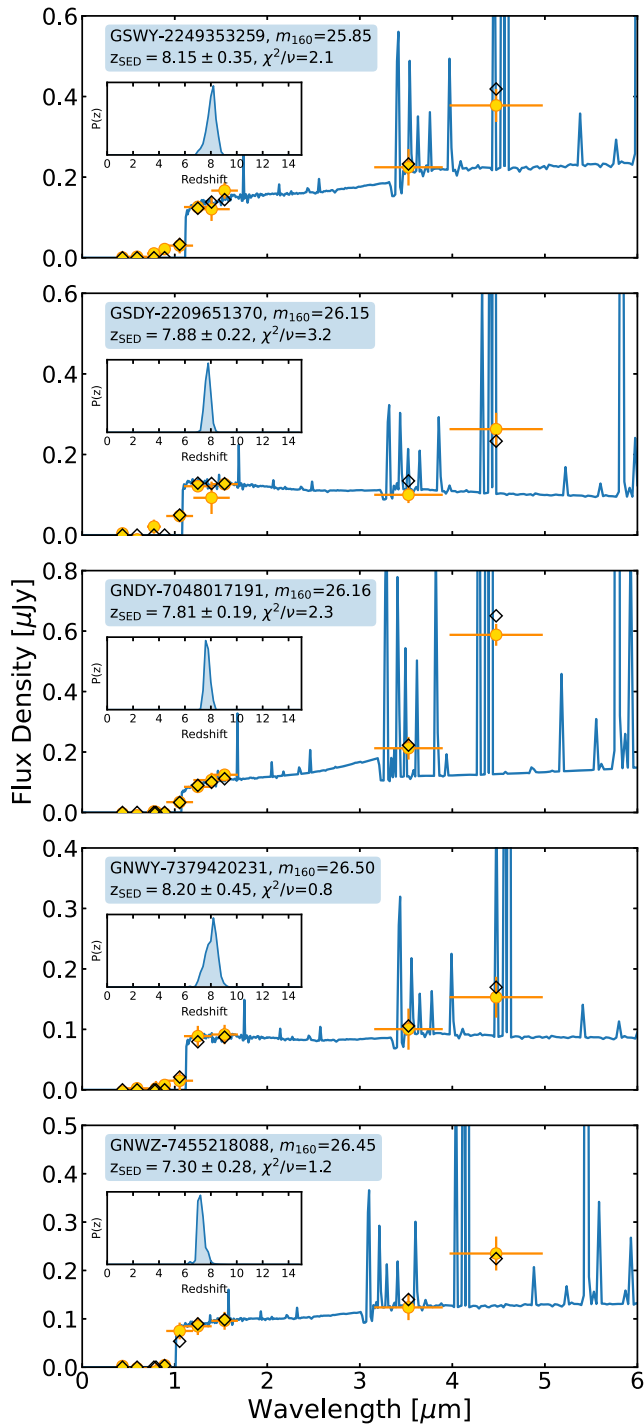 GSWY-2249353259, m₁₆₀=25.85
z_SED = 8.15 ± 0.35, χ²/ν=2.1
P(z)
0 2 4 6 8 10 12 14
Redshift
0.6
0.4
0.2
0.0
GSDY-2209651370, m₁₆₀=26.15
z_SED = 7.88 ± 0.22, χ²/ν=3.2
P(z)
0 2 4 6 8 10 12 14
Redshift
0.6
0.4
0.2
0.0
GNDY-7048017191, m₁₆₀=26.16
z_SED = 7.81 ± 0.19, χ²/ν=2.3
P(z)
0 2 4 6 8 10 12 14
Redshift
0.8
0.6
0.4
0.2
0.0
Flux Density [μJy]
GNWY-7379420231, m₁₆₀=26.50
z_SED = 8.20 ± 0.45, χ²/ν=0.8
P(z)
0 2 4 6 8 10 12 14
Redshift
0.4
0.3
0.2
0.1
0.0
GNWZ-7455218088, m₁₆₀=26.45
z_SED = 7.30 ± 0.28, χ²/ν=1.2
P(z)
0 2 4 6 8 10 12 14
Redshift
0.5
0.4
0.3
0.2
0.1
0.0
0 1 2 3 4 5 6
Wavelength [μm]